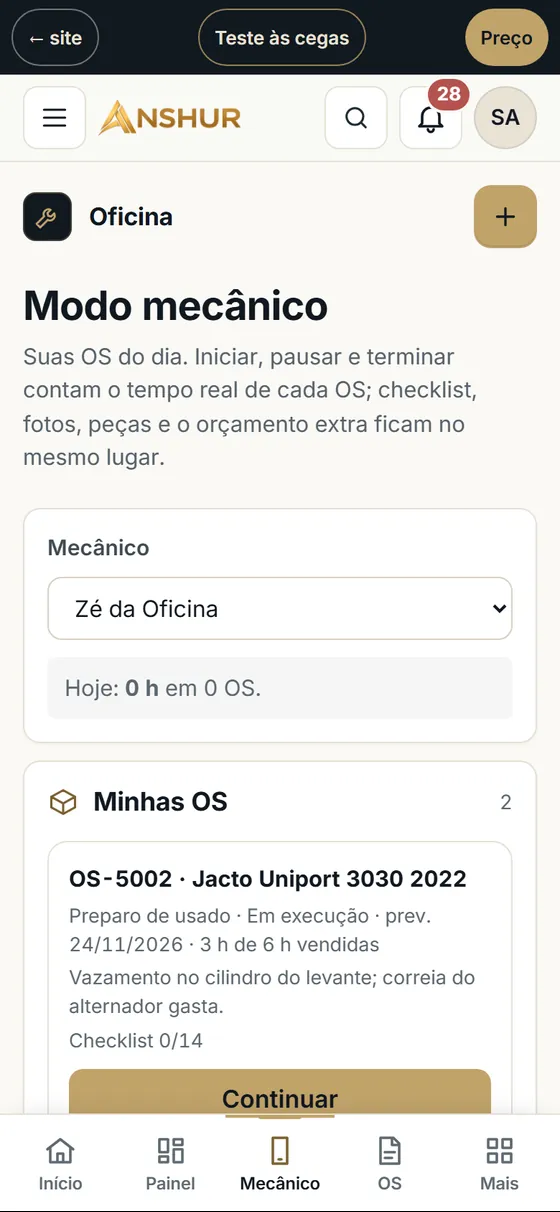 ← site
Teste às cegas
Preço
ANSHUR
28
SA
Oficina
+
Modo mecânico
Suas OS do dia. Iniciar, pausar e terminar
contam o tempo real de cada OS; checklist,
fotos, peças e o orçamento extra ficam no
mesmo lugar.
Mecânico
Zé da Oficina
Hoje: 0 h em 0 OS.
Minhas OS
2
OS-5002 · Jacto Uniport 3030 2022
Preparo de usado · Em execução · prev.
24/11/2026 · 3 h de 6 h vendidas
Vazamento no cilindro do levante; correia do
alternador gasta.
Checklist 0/14
Continuar
Início
Painel
Mecânico
OS
Mais